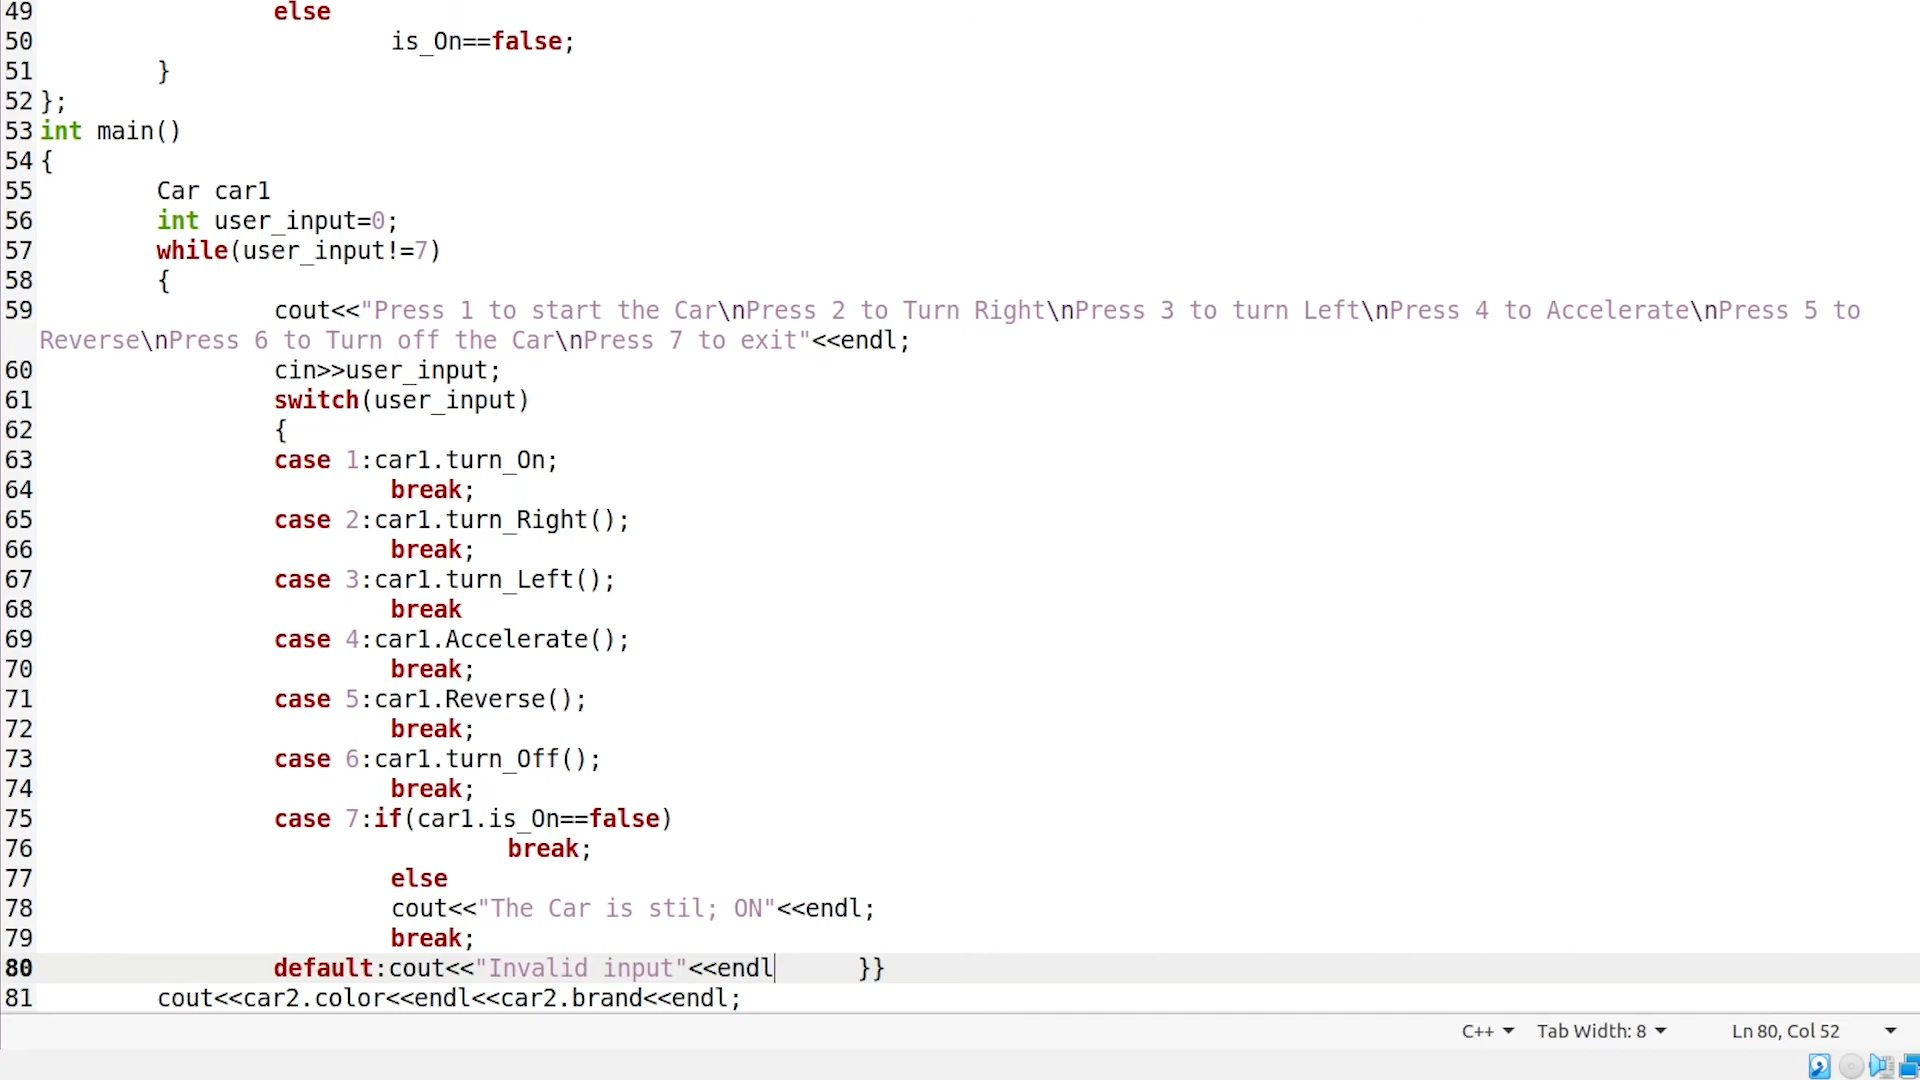 49 else
50 is_On==false;
51 }
52 };
53 int main()
54 {
55 Car car1
56 int user_input=0;
57 while(user_input!=7)
58 {
59 cout<<"Press 1 to start the Car\nPress 2 to Turn Right\nPress 3 to turn Left\nPress 4 to Accelerate\nPress 5 to
Reverse\nPress 6 to Turn off the Car\nPress 7 to exit"<<endl;
60 cin>>user_input;
61 switch(user_input)
62 {
63 case 1:car1.turn_On;
64 break;
65 case 2:car1.turn_Right();
66 break;
67 case 3:car1.turn_Left();
68 break
69 case 4:car1.Accelerate();
70 break;
71 case 5:car1.Reverse();
72 break;
73 case 6:car1.turn_Off();
74 break;
75 case 7:if(car1.is_On==false)
76 break;
77 else
78 cout<<"The Car is stil; ON"<<endl;
79 break;
80 default:cout<<"Invalid input"<<endl }}
81 cout<<car2.color<<endl<<car2.brand<<endl;
C++ Tab Width: 8 Ln 80, Col 52